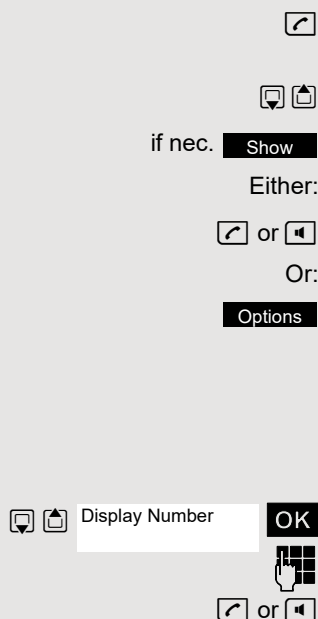 if nec. Show
Either:
or
Or:
Options
Display Number OK
or